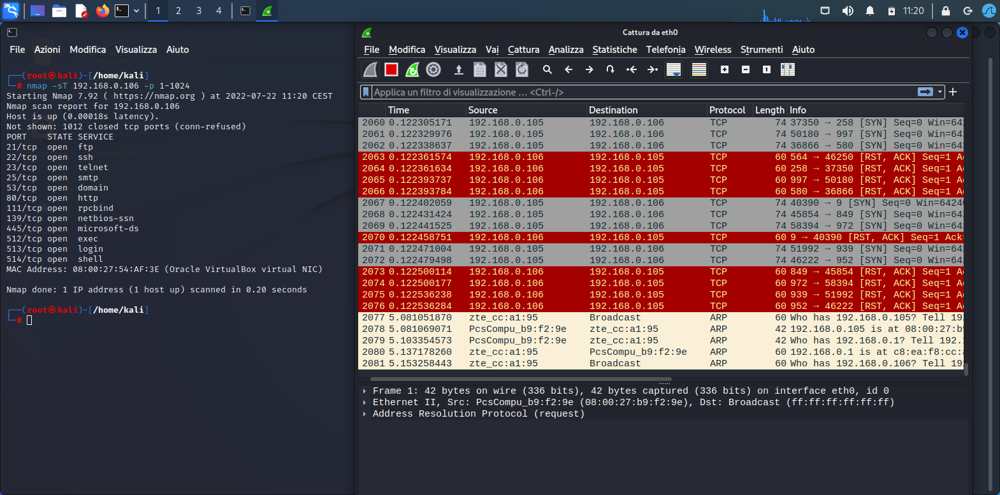 1 2 3 4 11:20
File Azioni Modifica Visualizza Aiuto
┌──(root㉿kali)-[/home/kali]
└─# nmap -sT 192.168.0.106 -p 1-1024
Starting Nmap 7.92 ( https://nmap.org ) at 2022-07-22 11:20 CEST
Nmap scan report for 192.168.0.106
Host is up (0.00018s latency).
Not shown: 1012 closed tcp ports (conn-refused)
PORT STATE SERVICE
21/tcp open ftp
22/tcp open ssh
23/tcp open telnet
25/tcp open smtp
53/tcp open domain
80/tcp open http
111/tcp open rpcbind
139/tcp open netbios-ssn
445/tcp open microsoft-ds
512/tcp open exec
513/tcp open login
514/tcp open shell
MAC Address: 08:00:27:54:AF:3E (Oracle VirtualBox virtual NIC)
Nmap done: 1 IP address (1 host up) scanned in 0.20 seconds
┌──(root㉿kali)-[/home/kali]
└─#
Cattura da eth0
File Modifica Visualizza Vai Cattura Analizza Statistiche Telefonia Wireless Strumenti Aiuto
Applica un filtro di visualizzazione ... <Ctrl-/>
Time Source Destination Protocol Length Info
2060 0.122305171 192.168.0.105 192.168.0.106 TCP 74 37350 → 258 [SYN] Seq=0 Win=642
2061 0.122329976 192.168.0.105 192.168.0.106 TCP 74 50180 → 997 [SYN] Seq=0 Win=642
2062 0.122338637 192.168.0.105 192.168.0.106 TCP 74 36866 → 580 [SYN] Seq=0 Win=642
2063 0.122361574 192.168.0.106 192.168.0.105 TCP 60 564 → 46250 [RST, ACK] Seq=1 Ac
2064 0.122361634 192.168.0.106 192.168.0.105 TCP 60 258 → 37350 [RST, ACK] Seq=1 Ac
2065 0.122393737 192.168.0.106 192.168.0.105 TCP 60 997 → 50180 [RST, ACK] Seq=1 Ac
2066 0.122393784 192.168.0.106 192.168.0.105 TCP 60 580 → 36866 [RST, ACK] Seq=1 Ac
2067 0.122402059 192.168.0.105 192.168.0.106 TCP 74 40390 → 9 [SYN] Seq=0 Win=64240
2068 0.122431424 192.168.0.105 192.168.0.106 TCP 74 45854 → 849 [SYN] Seq=0 Win=642
2069 0.122441525 192.168.0.105 192.168.0.106 TCP 74 58394 → 972 [SYN] Seq=0 Win=642
2070 0.122458751 192.168.0.106 192.168.0.105 TCP 60 9 → 40390 [RST, ACK] Seq=1 Ack=
2071 0.122471004 192.168.0.105 192.168.0.106 TCP 74 51992 → 939 [SYN] Seq=0 Win=642
2072 0.122479498 192.168.0.105 192.168.0.106 TCP 74 46222 → 952 [SYN] Seq=0 Win=642
2073 0.122500114 192.168.0.106 192.168.0.105 TCP 60 849 → 45854 [RST, ACK] Seq=1 Ac
2074 0.122500177 192.168.0.106 192.168.0.105 TCP 60 972 → 58394 [RST, ACK] Seq=1 Ac
2075 0.122536238 192.168.0.106 192.168.0.105 TCP 60 939 → 51992 [RST, ACK] Seq=1 Ac
2076 0.122536284 192.168.0.106 192.168.0.105 TCP 60 952 → 46222 [RST, ACK] Seq=1 Ac
2077 5.081051870 zte_cc:a1:95 Broadcast ARP 60 Who has 192.168.0.105? Tell 19
2078 5.081069071 PcsCompu_b9:f2:9e zte_cc:a1:95 ARP 42 192.168.0.105 is at 08:00:27:b
2079 5.103354573 PcsCompu_b9:f2:9e zte_cc:a1:95 ARP 42 Who has 192.168.0.1? Tell 192.
2080 5.137178260 zte_cc:a1:95 PcsCompu_b9:f2:9e ARP 60 192.168.0.1 is at c8:ea:f8:cc:
2081 5.153258443 zte_cc:a1:95 Broadcast ARP 60 Who has 192.168.0.106? Tell 19
Frame 1: 42 bytes on wire (336 bits), 42 bytes captured (336 bits) on interface eth0, id 0
Ethernet II, Src: PcsCompu_b9:f2:9e (08:00:27:b9:f2:9e), Dst: Broadcast (ff:ff:ff:ff:ff:ff)
Address Resolution Protocol (request)